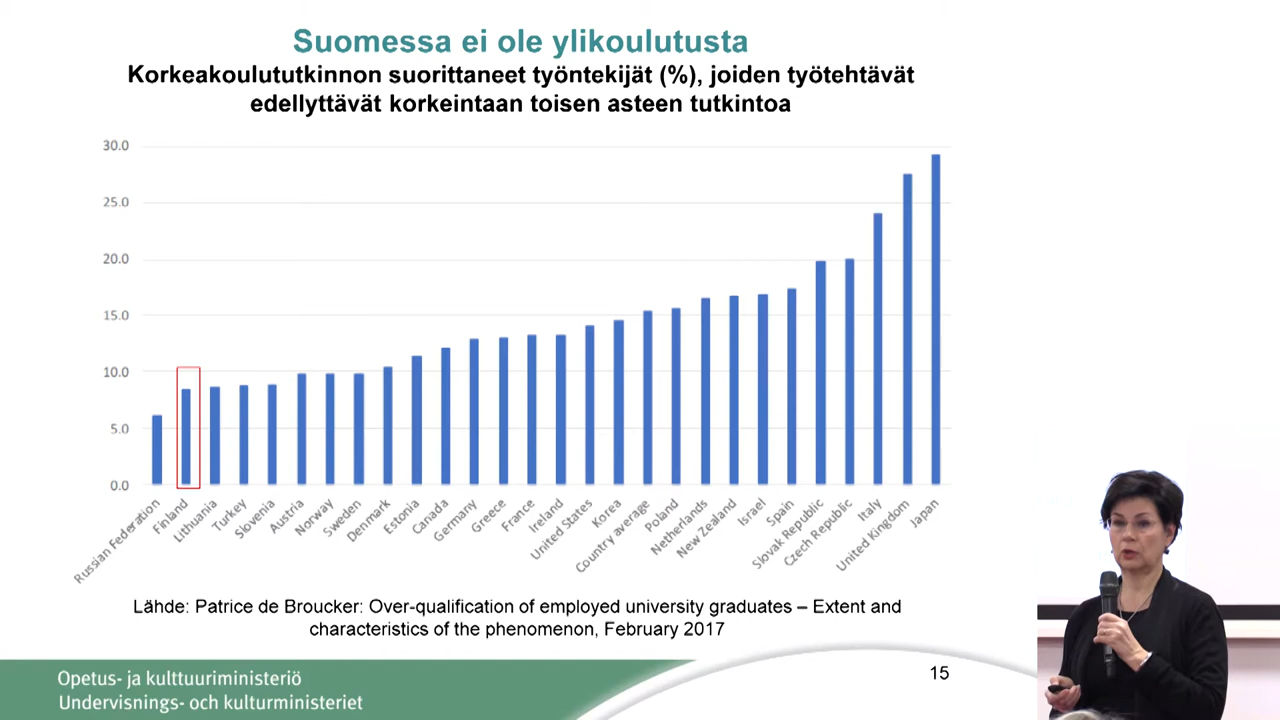 Suomessa ei ole ylikoulutusta
Korkeakoulututkinnon suorittaneet työntekijät (%), joiden työtehtävät
edellyttävät korkeintaan toisen asteen tutkintoa
30.0
25.0
20.0
15.0
10.0
5.0
0.0
Russian Federation
Finland
Lithuania
Turkey
Slovenia
Austria
Norway
Sweden
Denmark
Estonia
Canada
Germany
Greece
France
Ireland
United States
Korea
Country average
Poland
Netherlands
New Zealand
Israel
Spain
Slovak Republic
Czech Republic
Italy
United Kingdom
Japan
Lähde: Patrice de Broucker: Over-qualification of employed university graduates – Extent and
characteristics of the phenomenon, February 2017
Opetus- ja kulttuuriministeriö
Undervisnings- och kulturministeriet
15